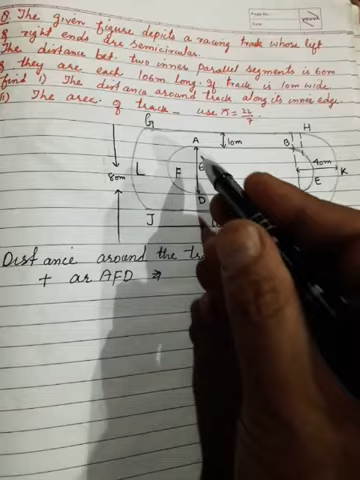 Q. The given figure depicts a racing track whose left
& right ends are semicircular.
The distance bet. two inner parallel segments is 60m
& they are each 106m long. If track is 10m wide
find i) The distance around track along its inner edge.
ii) The area of track - use π = 22/7
G H
A 10m B
40m
80m L F 6 E K
D
J
Distance around the tr
+ ar AFD ⇒